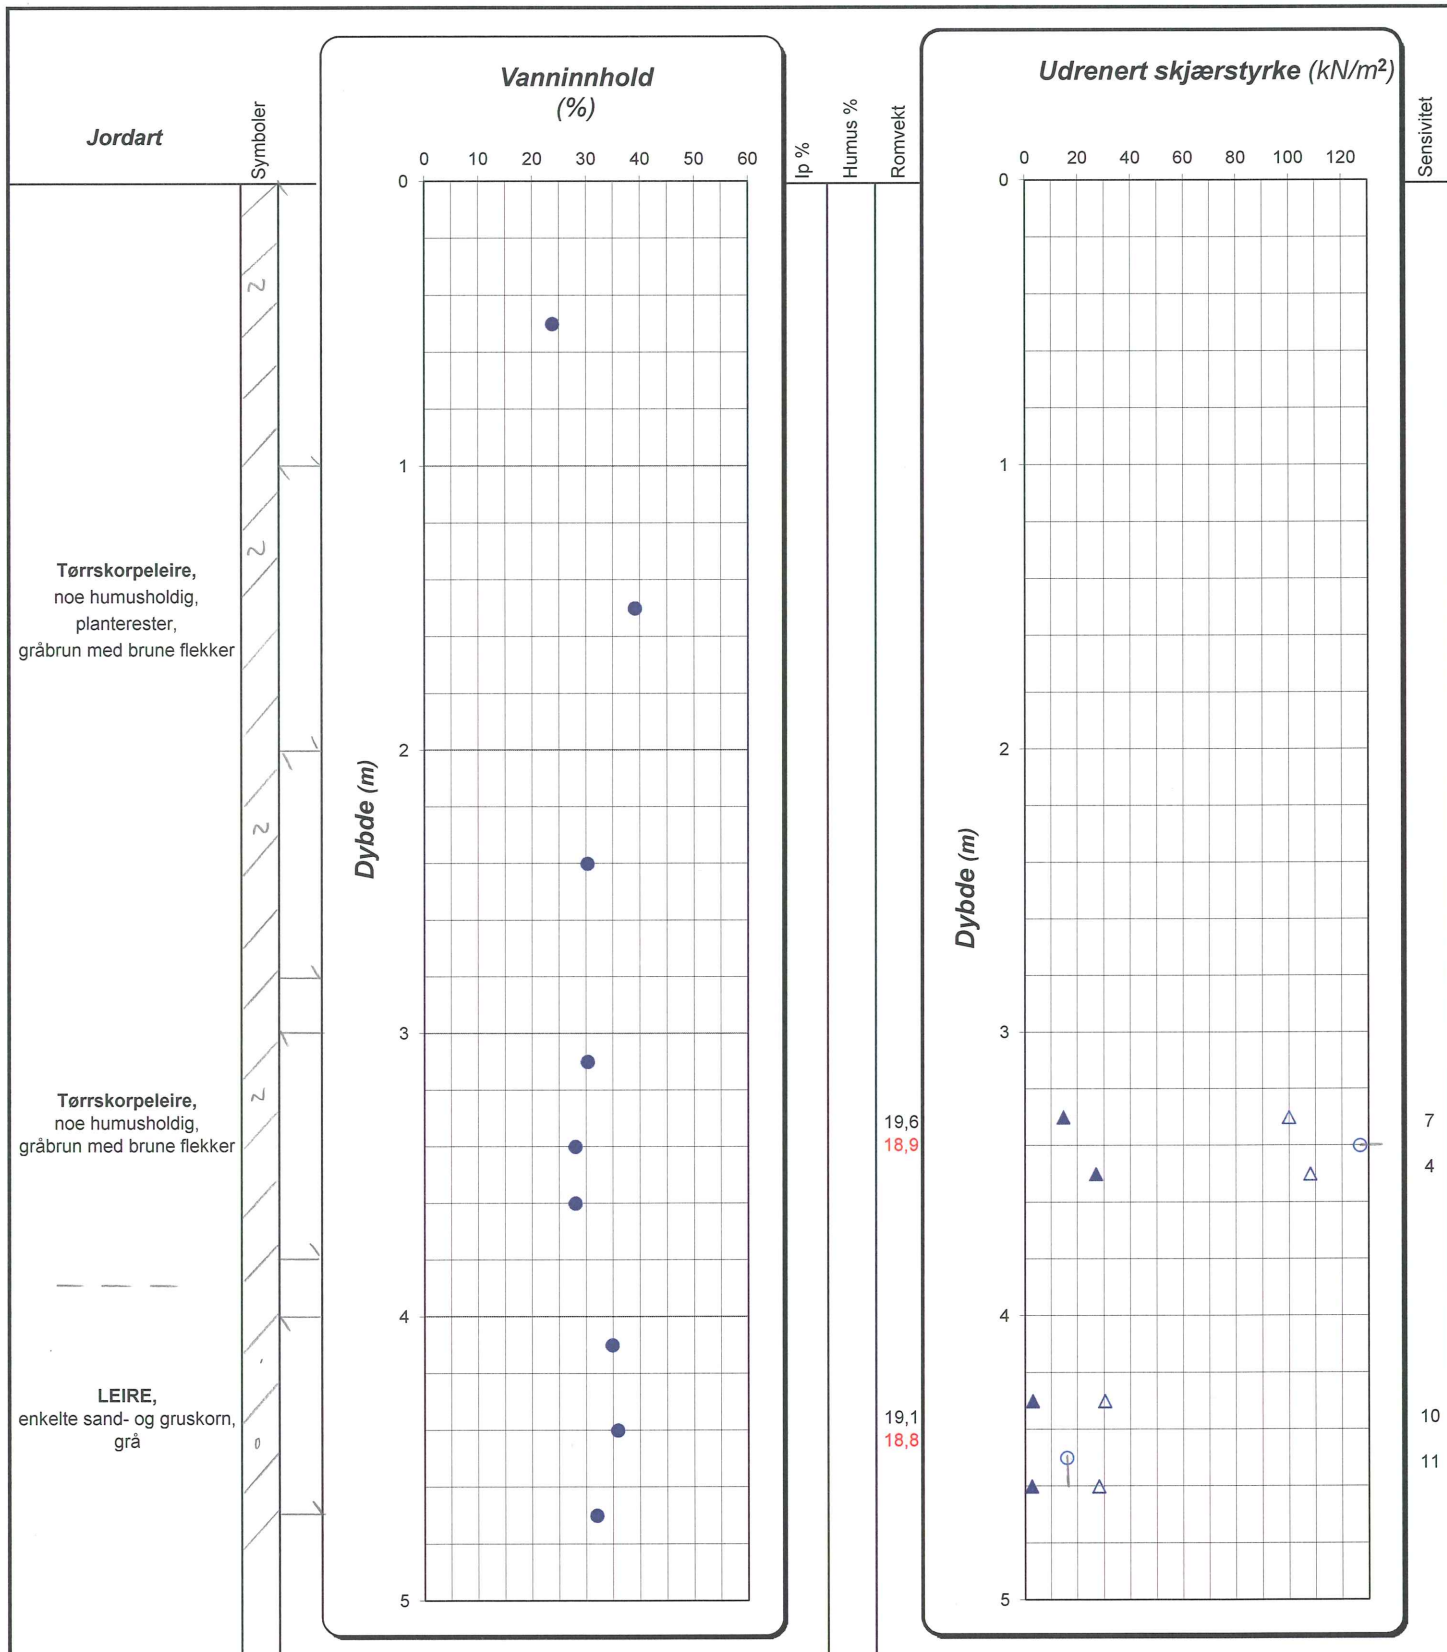 Jordart
Symboler
Vanninnhold
(%)
0 10 20 30 40 50 60
Ip %
Humus %
Romvekt
Udrenert skjærstyrke (kN/m²)
0 20 40 60 80 100 120
Sensivitet
Dybde (m)
0
1
2
3
4
5
Dybde (m)
0
1
2
3
4
5
Tørrskorpeleire,
noe humusholdig,
planterester,
gråbrun med brune flekker
Tørrskorpeleire,
noe humusholdig,
gråbrun med brune flekker
19,6
18,9
7
4
LEIRE,
enkelte sand- og gruskorn,
grå
19,1
18,8
10
11